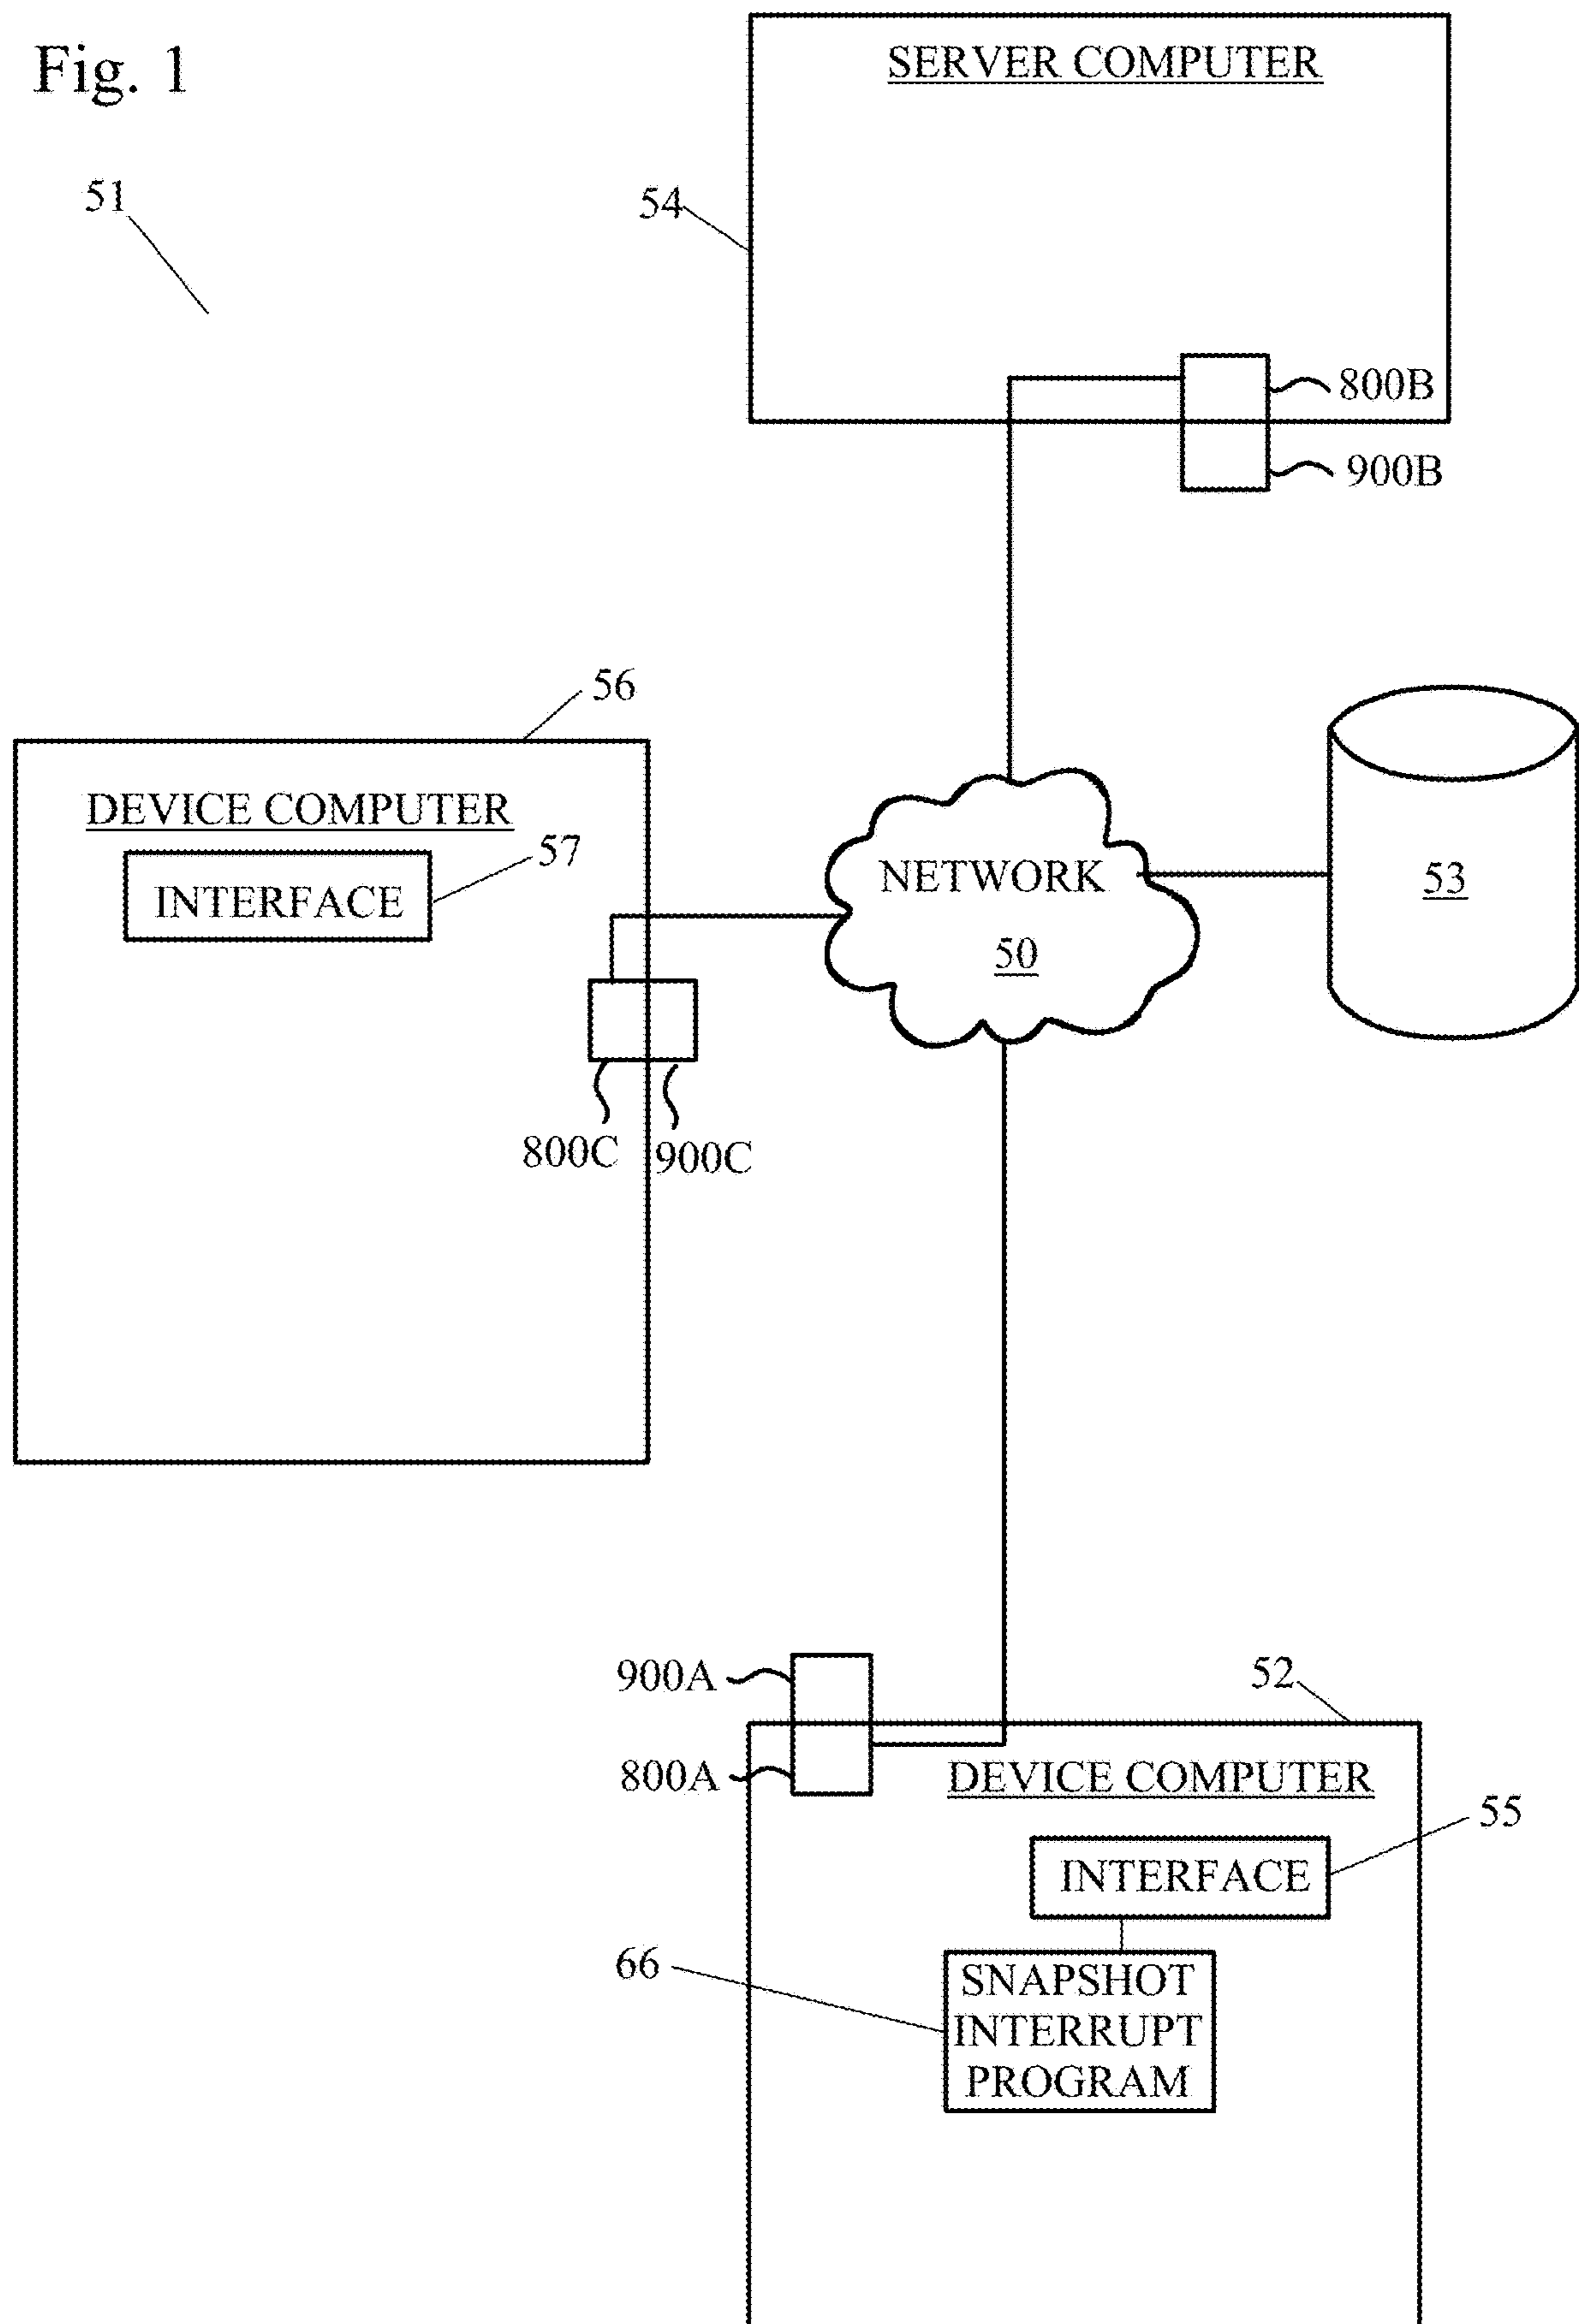 Fig. 1
SERVER COMPUTER
51
54
800B
900B
56
DEVICE COMPUTER
57
INTERFACE
NETWORK
50
53
800C
900C
900A
52
800A
DEVICE COMPUTER
55
INTERFACE
66
SNAPSHOT
INTERRUPT
PROGRAM